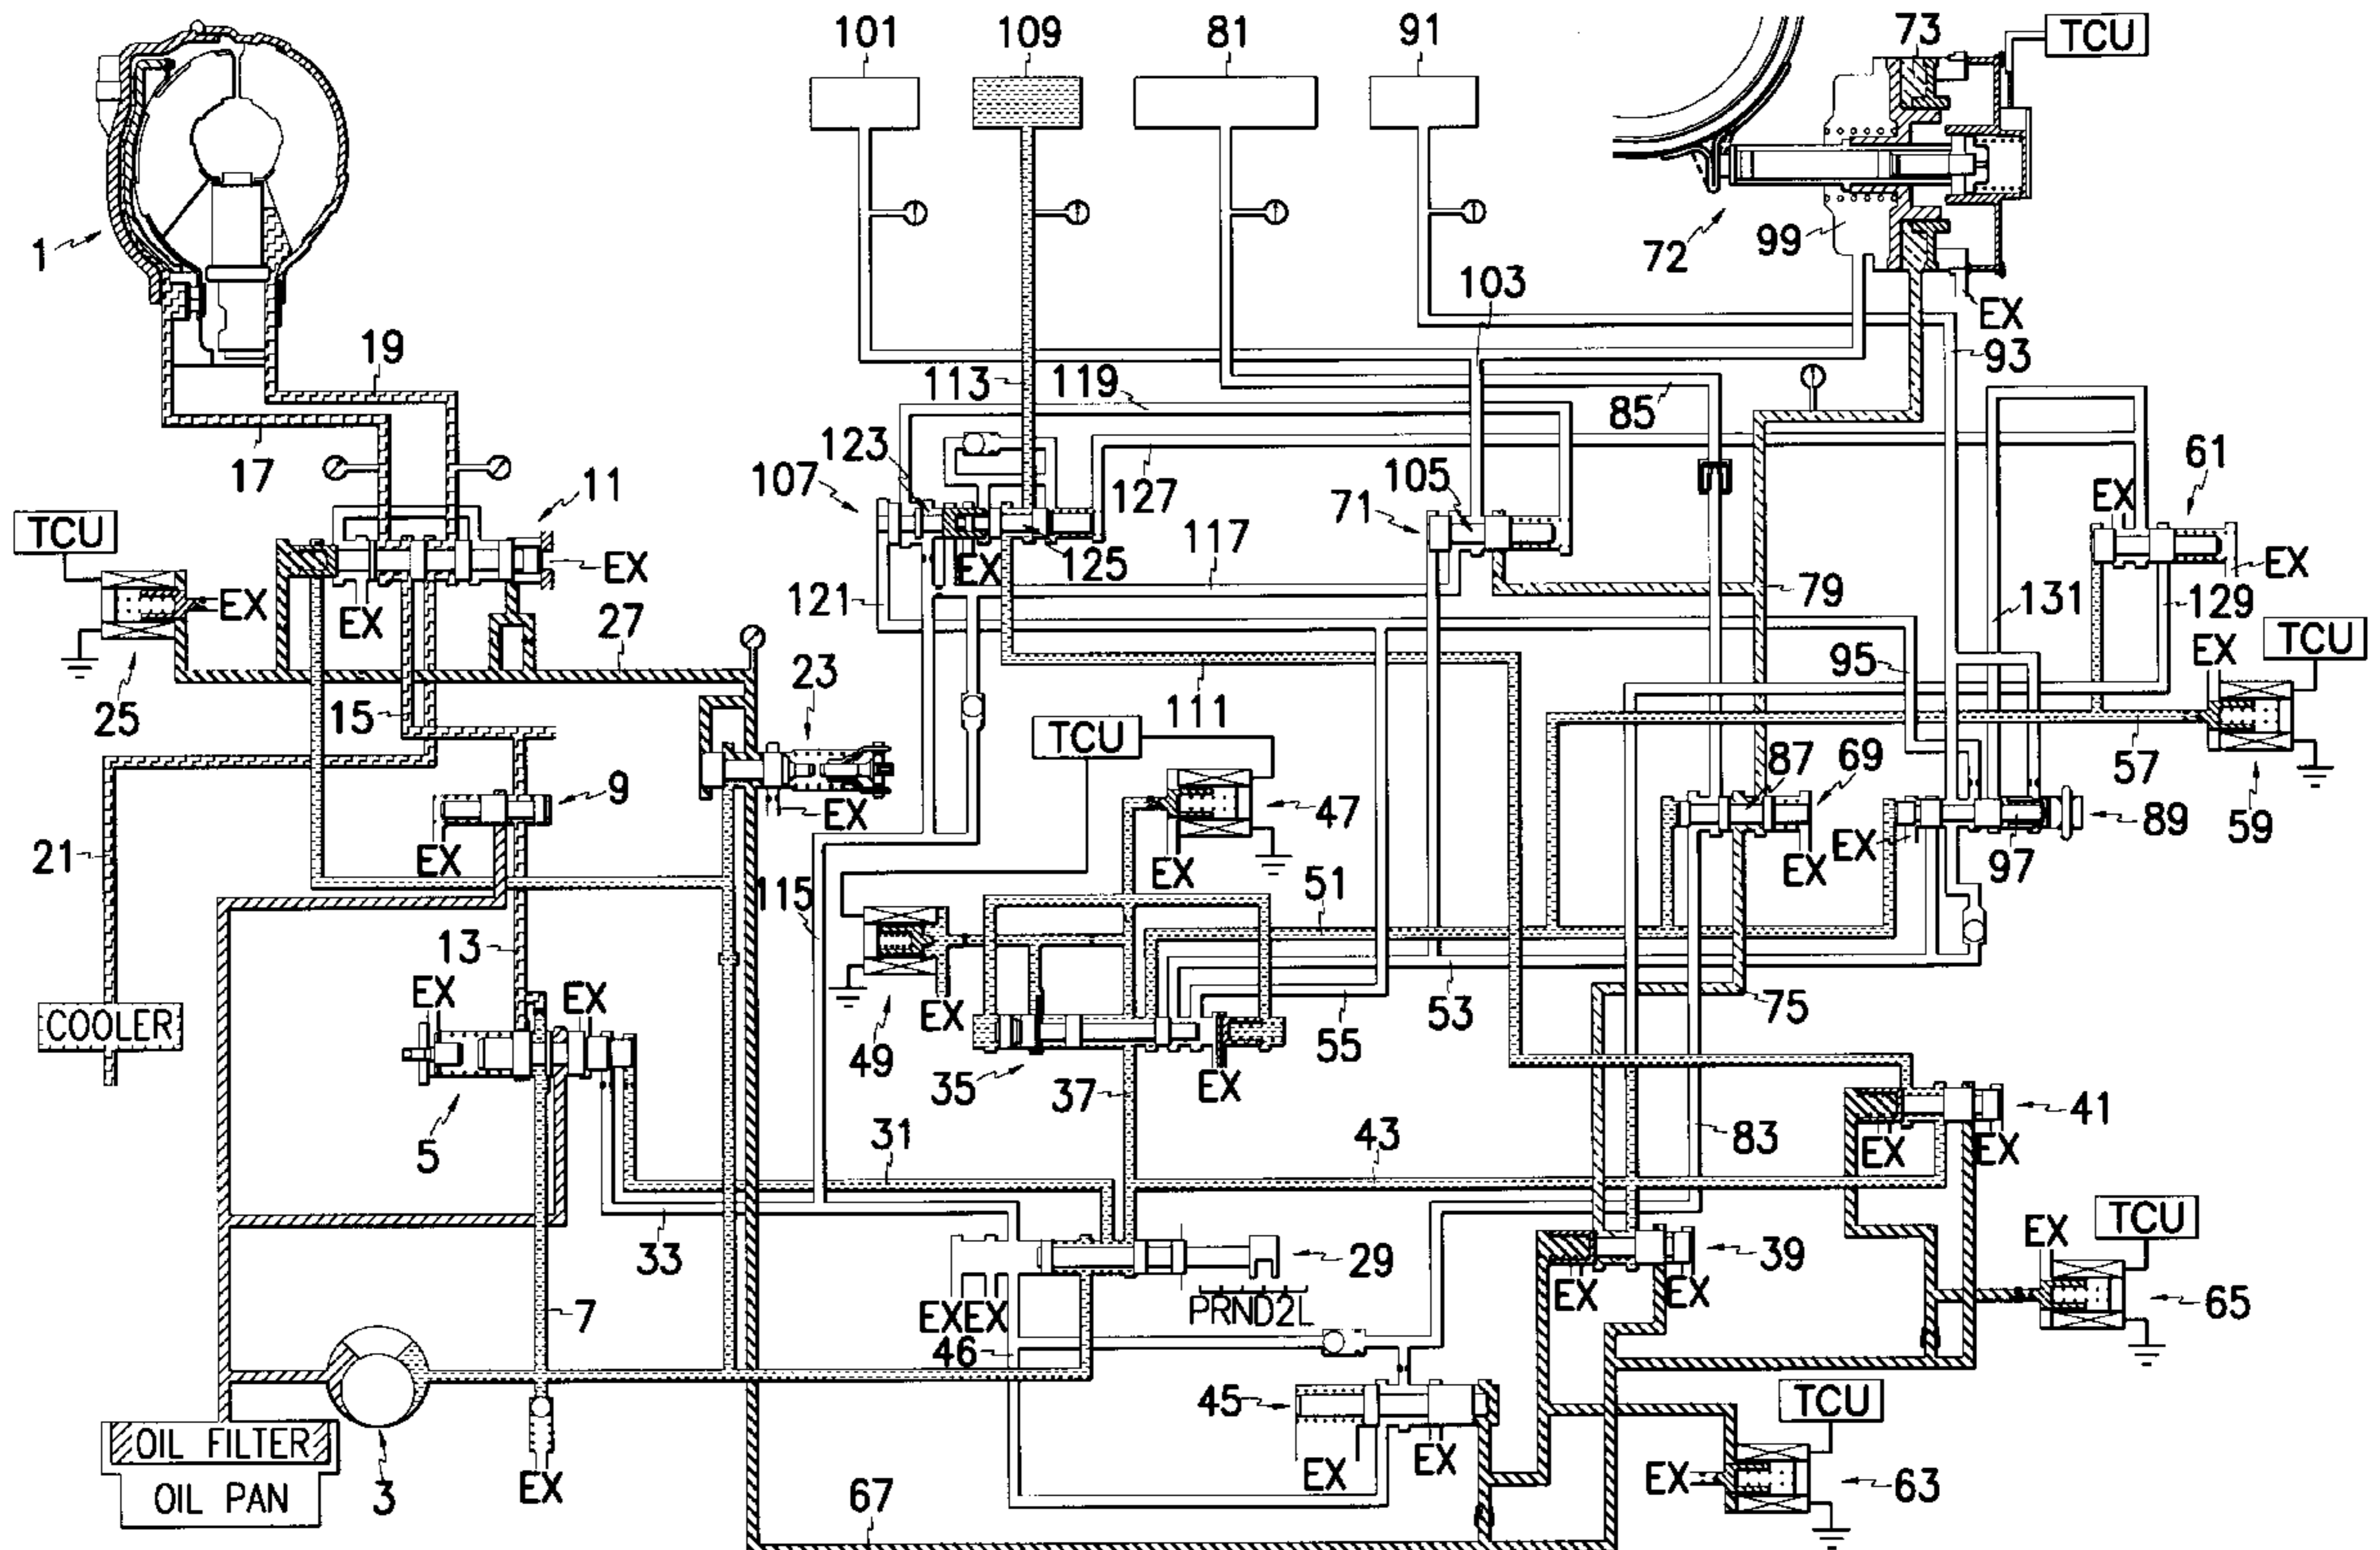 101
109
81
91
73
TCU
1
72
99
EX
103
93
19
113
119
85
17
123
11
107
127
71
105
61
EX
TCU
EX
EX
EX
125
117
EX
25
121
79
131
129
EX
TCU
27
95
15
23
111
57
59
TCU
87
69
9
EX
47
EX
89
21
EX
115
EX
51
EX
97
13
EX
EX
49
EX
53
75
COOLER
35
37
55
EX
41
5
31
43
83
EX
EX
33
29
39
EX
TCU
7
EX
EX
PRND2L
EX
EX
65
46
45
TCU
OIL FILTER
OIL PAN
3
EX
EX
EX
EX
63
67